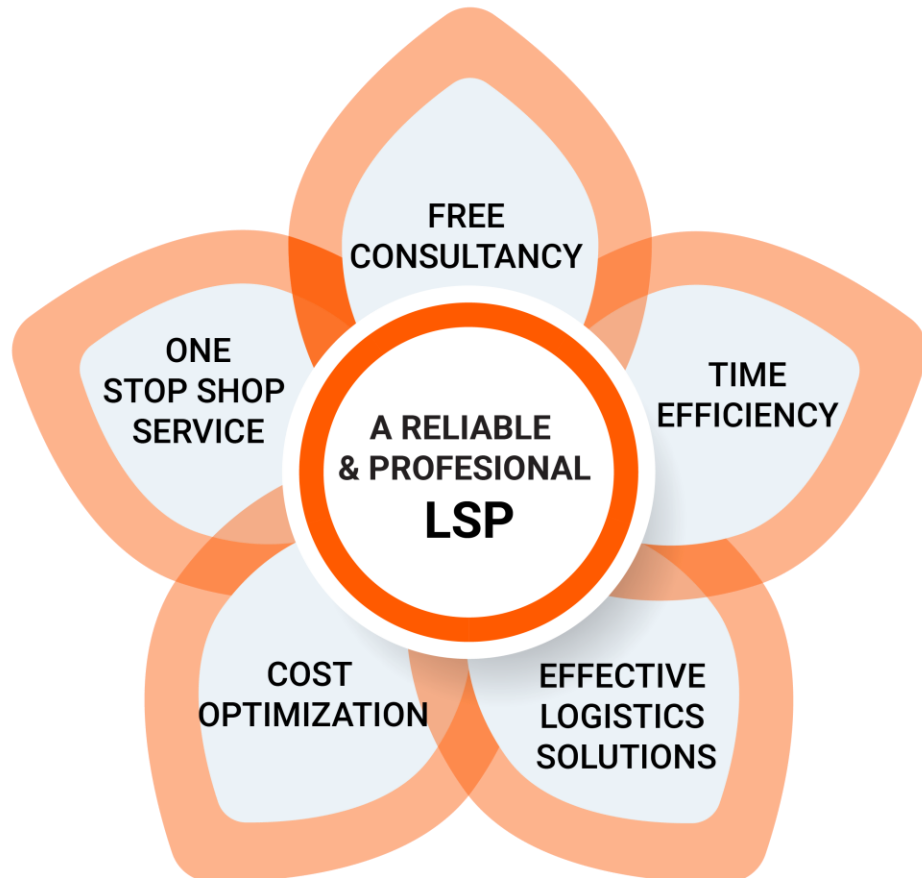 FREE
CONSULTANCY
TIME
EFFICIENCY
EFFECTIVE
LOGISTICS
SOLUTIONS
COST
OPTIMIZATION
ONE
STOP SHOP
SERVICE
A RELIABLE
& PROFESIONAL
LSP